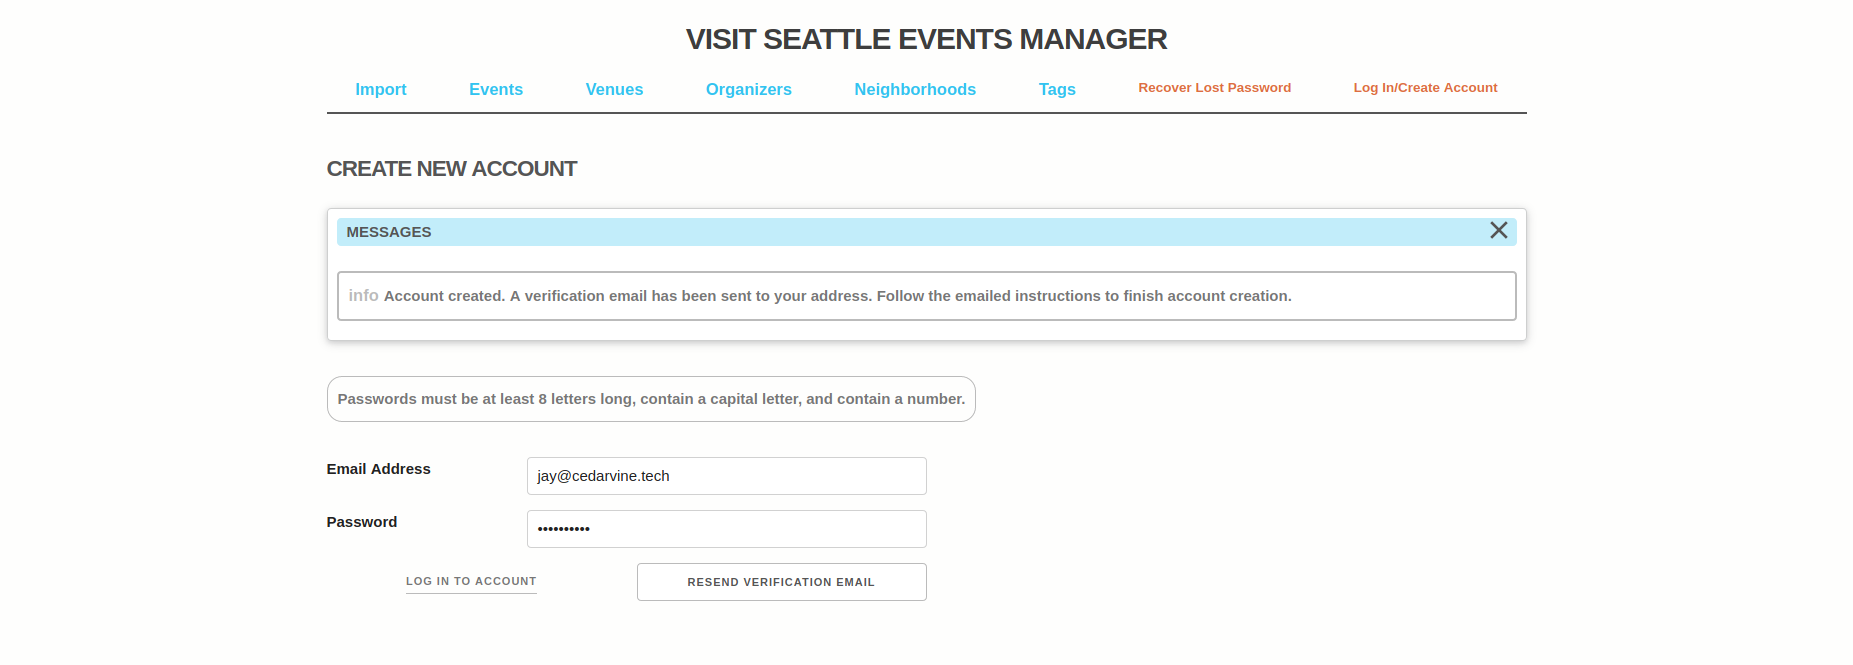 VISIT SEATTLE EVENTS MANAGER
Import Events Venues Organizers Neighborhoods Tags Recover Lost Password Log In/Create Account
CREATE NEW ACCOUNT
MESSAGES
info Account created. A verification email has been sent to your address. Follow the emailed instructions to finish account creation.
Passwords must be at least 8 letters long, contain a capital letter, and contain a number.
Email Address jay@cedarvine.tech
Password ••••••••••
LOG IN TO ACCOUNT RESEND VERIFICATION EMAIL